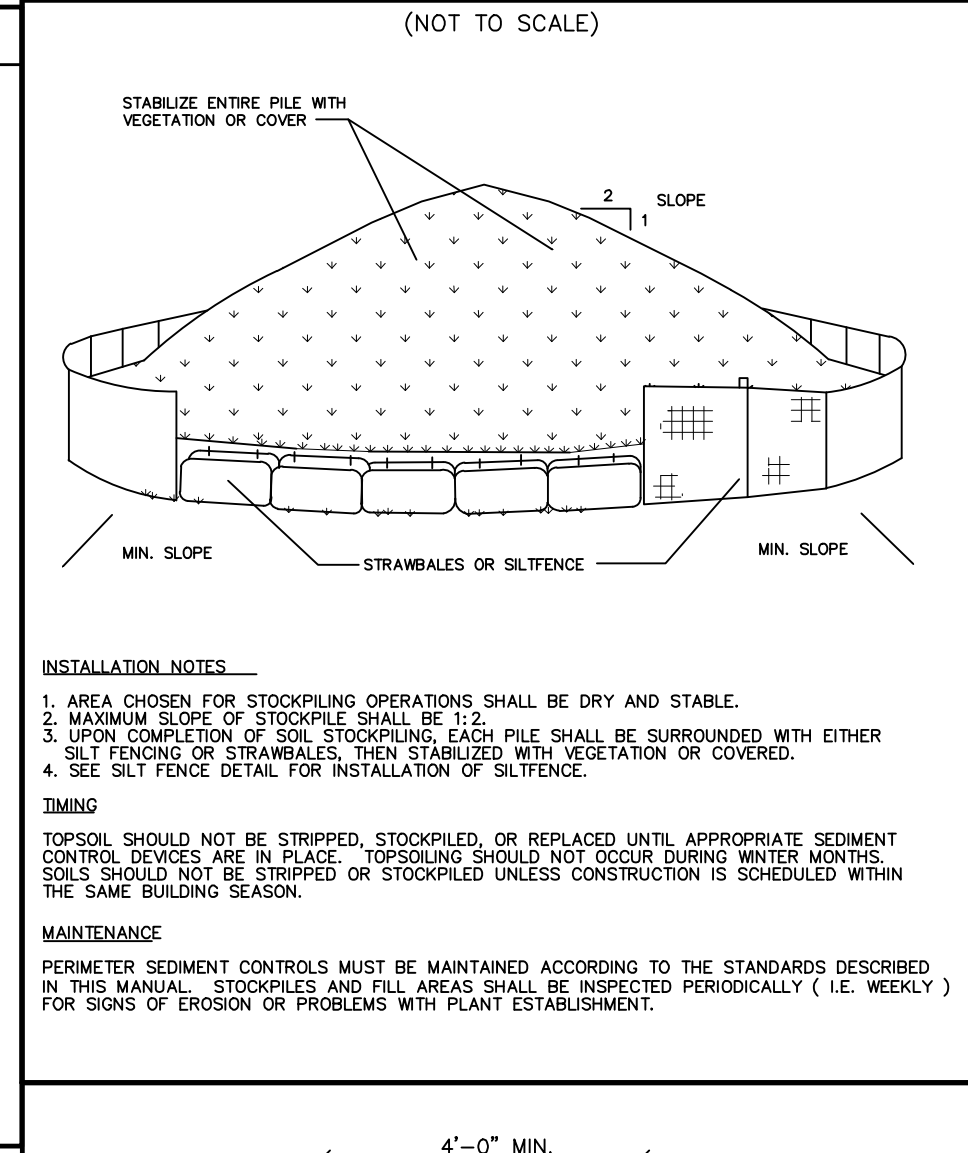 (NOT TO SCALE)
STABILIZE ENTIRE PILE WITH
VEGETATION OR COVER
2
SLOPE
1
MIN. SLOPE
STRAWBALES OR SILTFENCE
MIN. SLOPE
INSTALLATION NOTES
1. AREA CHOSEN FOR STOCKPILING OPERATIONS SHALL BE DRY AND STABLE.
2. MAXIMUM SLOPE OF STOCKPILE SHALL BE 1:2.
3. UPON COMPLETION OF SOIL STOCKPILING, EACH PILE SHALL BE SURROUNDED WITH EITHER
SILT FENCING OR STRAWBALES, THEN STABILIZED WITH VEGETATION OR COVERED.
4. SEE SILT FENCE DETAIL FOR INSTALLATION OF SILTFENCE.
TIMING
TOPSOIL SHOULD NOT BE STRIPPED, STOCKPILED, OR REPLACED UNTIL APPROPRIATE SEDIMENT
CONTROL DEVICES ARE IN PLACE. TOPSOILING SHOULD NOT OCCUR DURING WINTER MONTHS.
SOILS SHOULD NOT BE STRIPPED OR STOCKPILED UNLESS CONSTRUCTION IS SCHEDULED WITHIN
THE SAME BUILDING SEASON.
MAINTENANCE
PERIMETER SEDIMENT CONTROLS MUST BE MAINTAINED ACCORDING TO THE STANDARDS DESCRIBED
IN THIS MANUAL. STOCKPILES AND FILL AREAS SHALL BE INSPECTED PERIODICALLY ( I.E. WEEKLY )
FOR SIGNS OF EROSION OR PROBLEMS WITH PLANT ESTABLISHMENT.
4'-0" MIN.